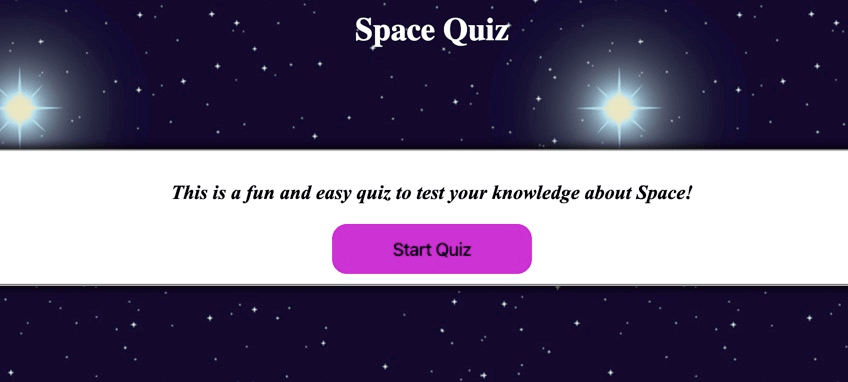 Space Quiz
This is a fun and easy quiz to test your knowledge about Space!
Start Quiz